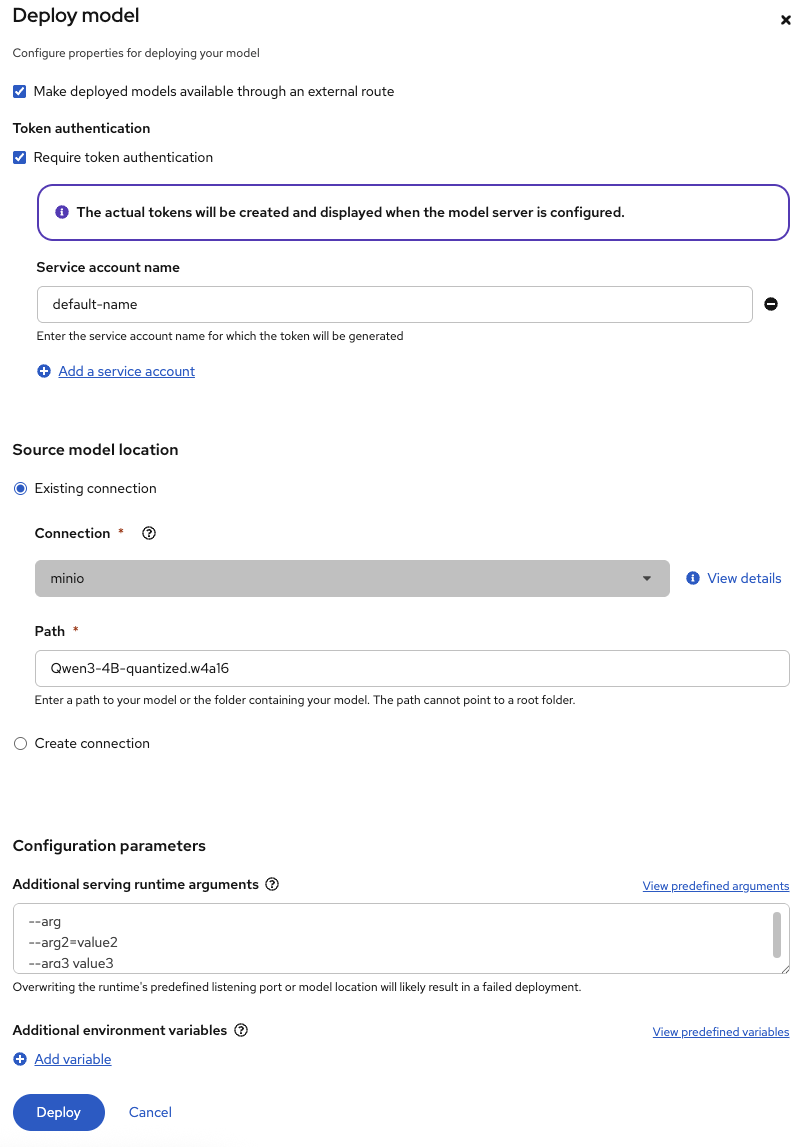 Deploy model
Configure properties for deploying your model
Make deployed models available through an external route
Token authentication
Require token authentication
The actual tokens will be created and displayed when the model server is configured.
Service account name
default-name
Enter the service account name for which the token will be generated
Add a service account
Source model location
Existing connection
Connection *
minio
View details
Path *
Qwen3-4B-quantized.w4a16
Enter a path to your model or the folder containing your model. The path cannot point to a root folder.
Create connection
Configuration parameters
Additional serving runtime arguments
View predefined arguments
--arg
--arg2=value2
--arg3 value3
Overwriting the runtime's predefined listening port or model location will likely result in a failed deployment.
Additional environment variables
View predefined variables
Add variable
Deploy
Cancel